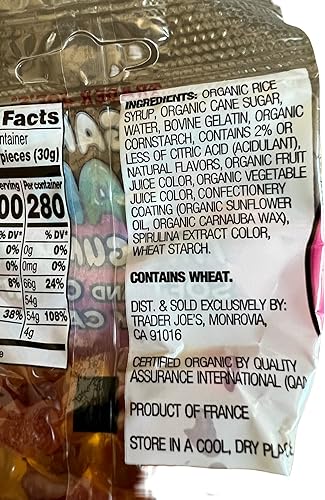 Facts
ntainer
pieces (30g)
erving Per container
00 280
% DV* % DV*
0% 0g 0%
0% 0mg 0%
8% 66g 24%
54g
38% 54g 108%
4g
INGREDIENTS: ORGANIC RICE
SYRUP, ORGANIC CANE SUGAR,
WATER, BOVINE GELATIN, ORGANIC
CORNSTARCH, CONTAINS 2% OR
LESS OF CITRIC ACID (ACIDULANT),
NATURAL FLAVORS, ORGANIC FRUIT
JUICE COLOR, ORGANIC VEGETABLE
JUICE COLOR, CONFECTIONERY
COATING (ORGANIC SUNFLOWER
OIL, ORGANIC CARNAUBA WAX),
SPIRULINA EXTRACT COLOR,
WHEAT STARCH.
CONTAINS WHEAT.
DIST. & SOLD EXCLUSIVELY BY:
TRADER JOE'S, MONROVIA,
CA 91016
CERTIFIED ORGANIC BY QUALITY
ASSURANCE INTERNATIONAL (QAI)
PRODUCT OF FRANCE
STORE IN A COOL, DRY PLACE